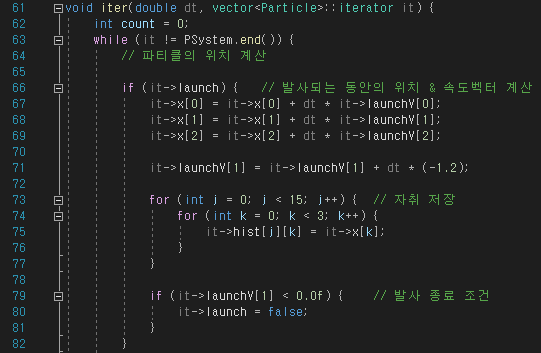 61 void iter(double dt, vector<Particle>::iterator it) {
62 int count = 0;
63 while (it != PSystem.end()) {
64 // 파티클의 위치 계산
65
66 if (it->launch) { // 발사되는 동안의 위치 & 속도벡터 계산
67 it->x[0] = it->x[0] + dt * it->launchV[0];
68 it->x[1] = it->x[1] + dt * it->launchV[1];
69 it->x[2] = it->x[2] + dt * it->launchV[2];
70
71 it->launchV[1] = it->launchV[1] + dt * (-1.2);
72
73 for (int j = 0; j < 15; j++) { // 자취 저장
74 for (int k = 0; k < 3; k++) {
75 it->hist[j][k] = it->x[k];
76 }
77 }
78
79 if (it->launchV[1] < 0.0f) { // 발사 종료 조건
80 it->launch = false;
81 }
82 }